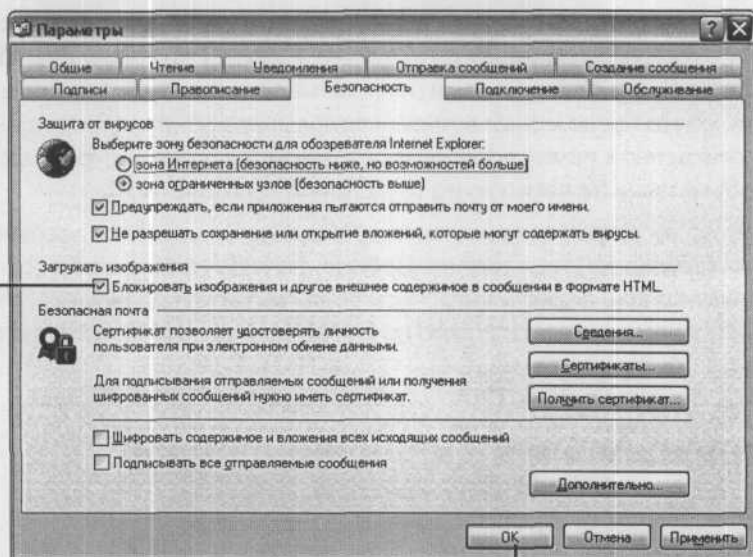 Параметры
Общие Чтение Уведомления Отправка сообщений Создание сообщения
Подписи Правописание Безопасность Подключение Обслуживание
Защита от вирусов
Выберите зону безопасности для обозревателя Internet Explorer:
зона Интернета (безопасность ниже, но возможностей больше)
зона ограниченных узлов (безопасность выше)
Предупреждать, если приложения пытаются отправить почту от моего имени.
Не разрешать сохранение или открытие вложений, которые могут содержать вирусы.
Загружать изображения
Блокировать изображения и другое внешнее содержимое в сообщении в формате HTML.
Безопасная почта
Сертификат позволяет удостоверять личность
пользователя при электронном обмене данными.
Сведения...
Сертификаты...
Для подписывания отправляемых сообщений или получения
шифрованных сообщений нужно иметь сертификат.
Получить сертификат...
Шифровать содержимое и вложения всех исходящих сообщений
Подписывать все отправляемые сообщения
Дополнительно...
ОК Отмена Применить